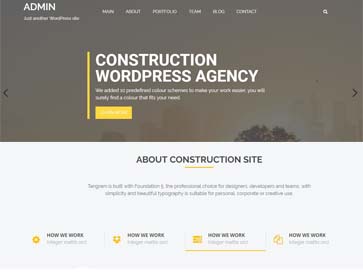 ADMIN
Just another WordPress site
MAIN ABOUT PORTFOLIO TEAM BLOG CONTACT
CONSTRUCTION
WORDPRESS AGENCY
We added 10 predefined colour schemes to make your work easier, you will
surely find a colour that fits your need.
ABOUT CONSTRUCTION SITE
Tengnen is built with Foundation 5, the professional choice for designers, developers and teams, with
simplicity and beautiful typography is suitable for personal, corporate or creative use.
HOW WE WORK HOW WE WORK HOW WE WORK HOW WE WORK
Integer mattis orci Integer mattis orci Integer mattis orci Integer mattis orci